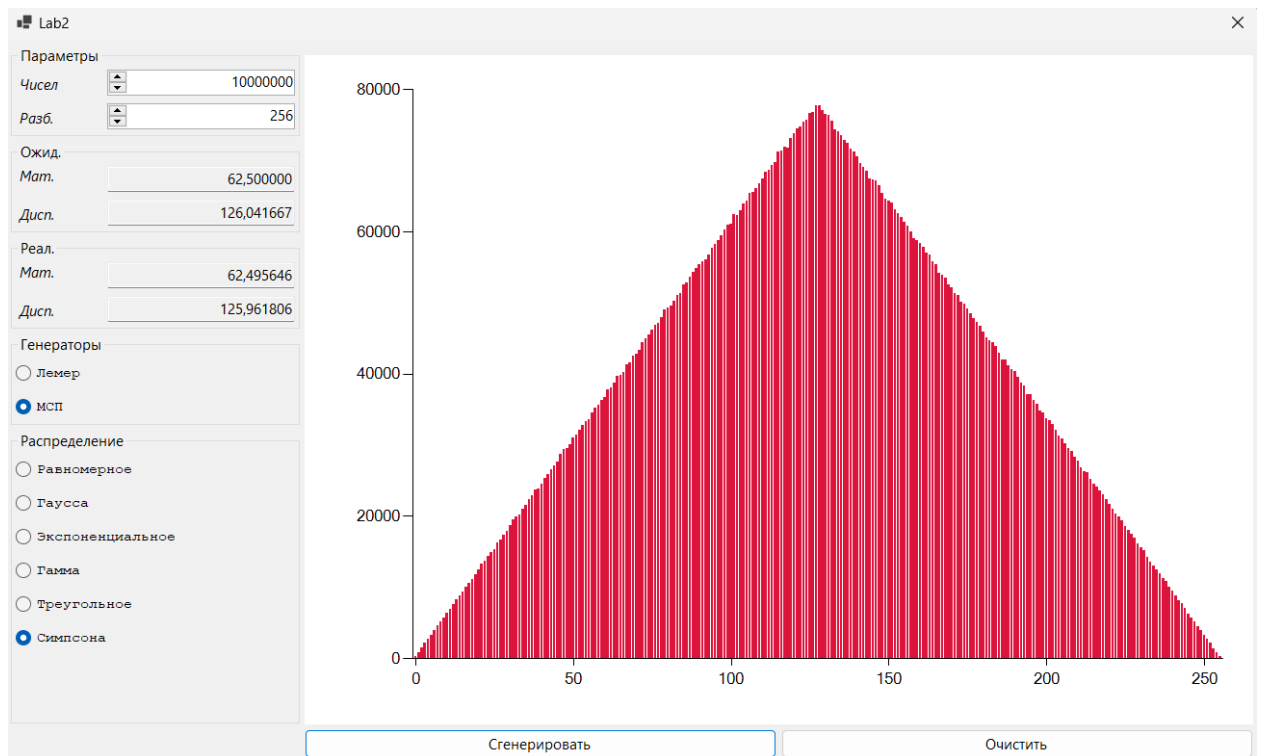 Lab2
Параметры
Чисел 10000000
Разб. 256
Ожид.
Мат. 62,500000
Дисп. 126,041667
Реал.
Мат. 62,495646
Дисп. 125,961806
Генераторы
Лемер
МСП
Распределение
Равномерное
Гаусса
Экспоненциальное
Гамма
Треугольное
Симпсона
80000
60000
40000
20000
0
0 50 100 150 200 250
Сгенерировать Очистить